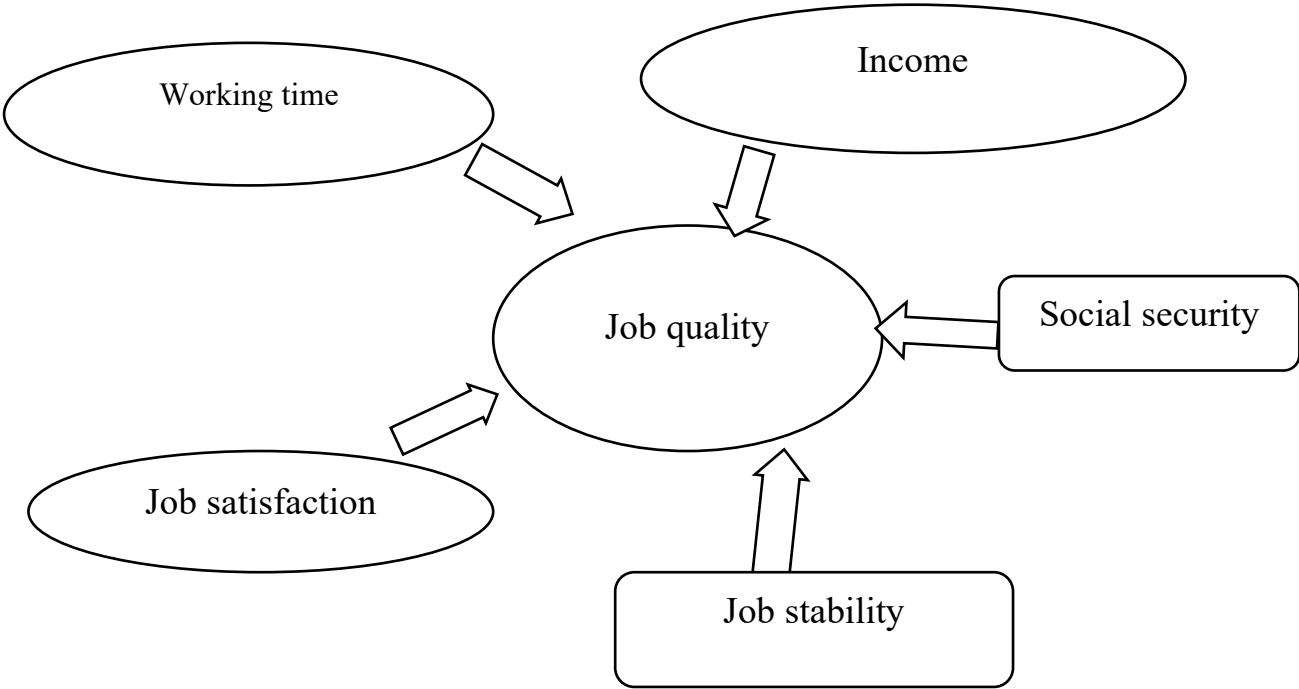 Income
Working time
Social security
Job quality
Job satisfaction
Job stability